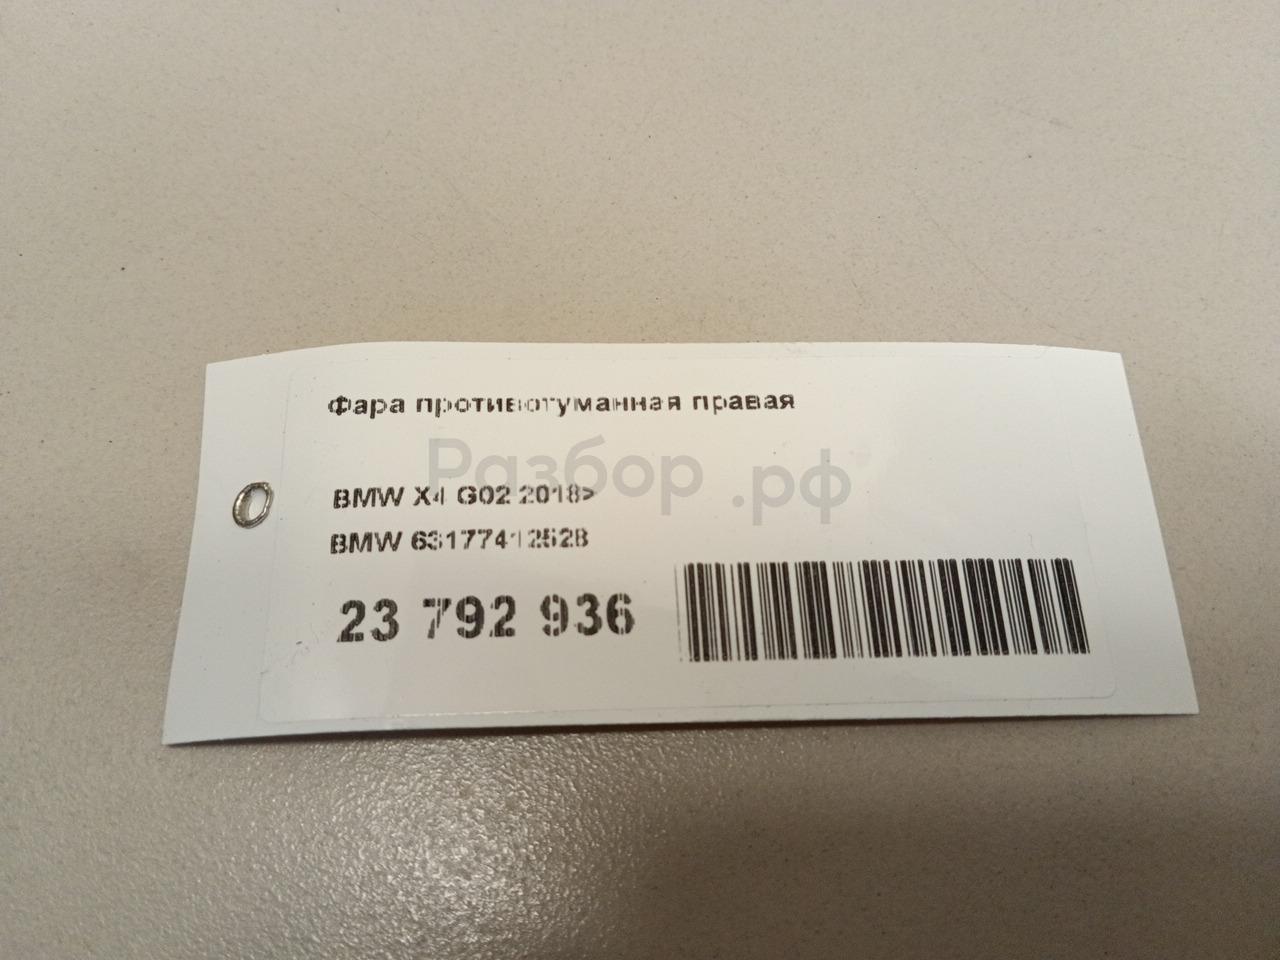 Фара противотуманная правая
Разбор.рф
BMW X4 G02 2018>
BMW 63177412528
23 792 936